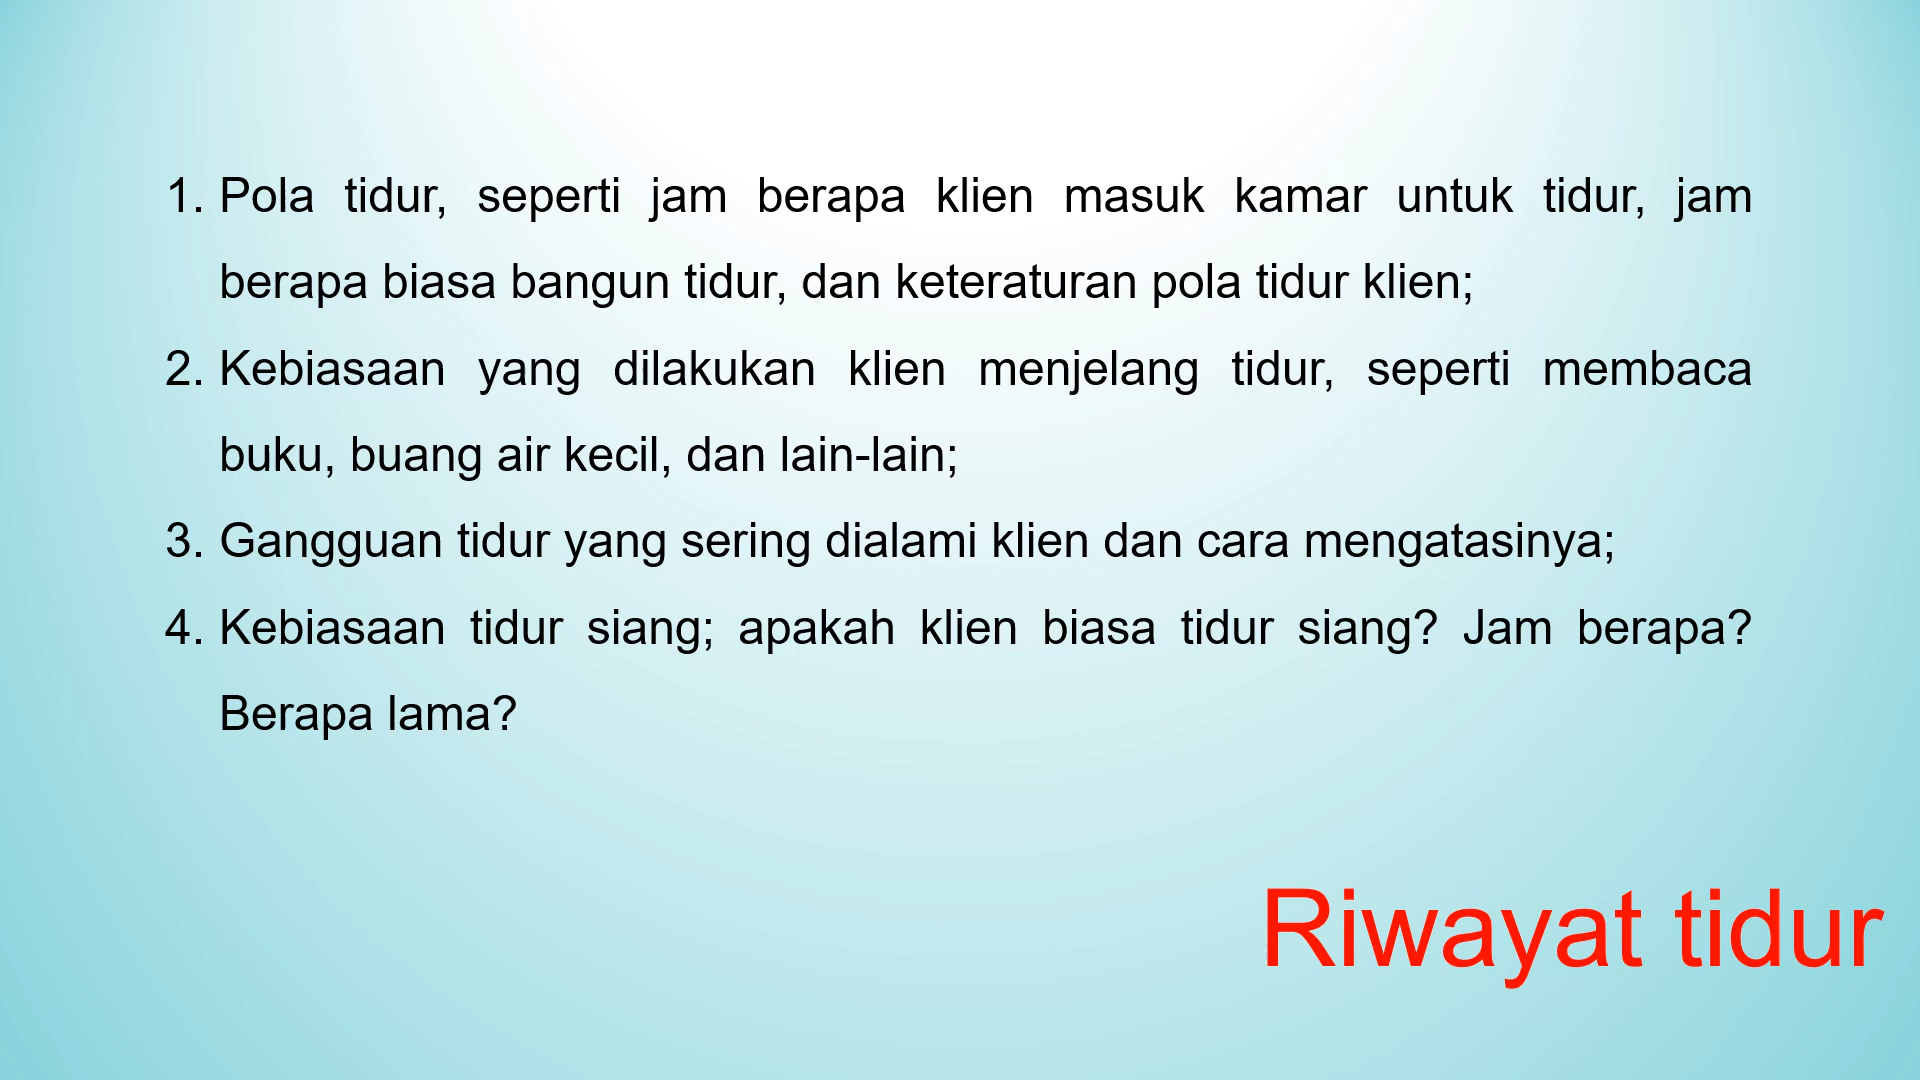 1. Pola tidur, seperti jam berapa klien masuk kamar untuk tidur, jam
berapa biasa bangun tidur, dan keteraturan pola tidur klien;
2. Kebiasaan yang dilakukan klien menjelang tidur, seperti membaca
buku, buang air kecil, dan lain-lain;
3. Gangguan tidur yang sering dialami klien dan cara mengatasinya;
4. Kebiasaan tidur siang; apakah klien biasa tidur siang? Jam berapa?
Berapa lama?
Riwayat tidur